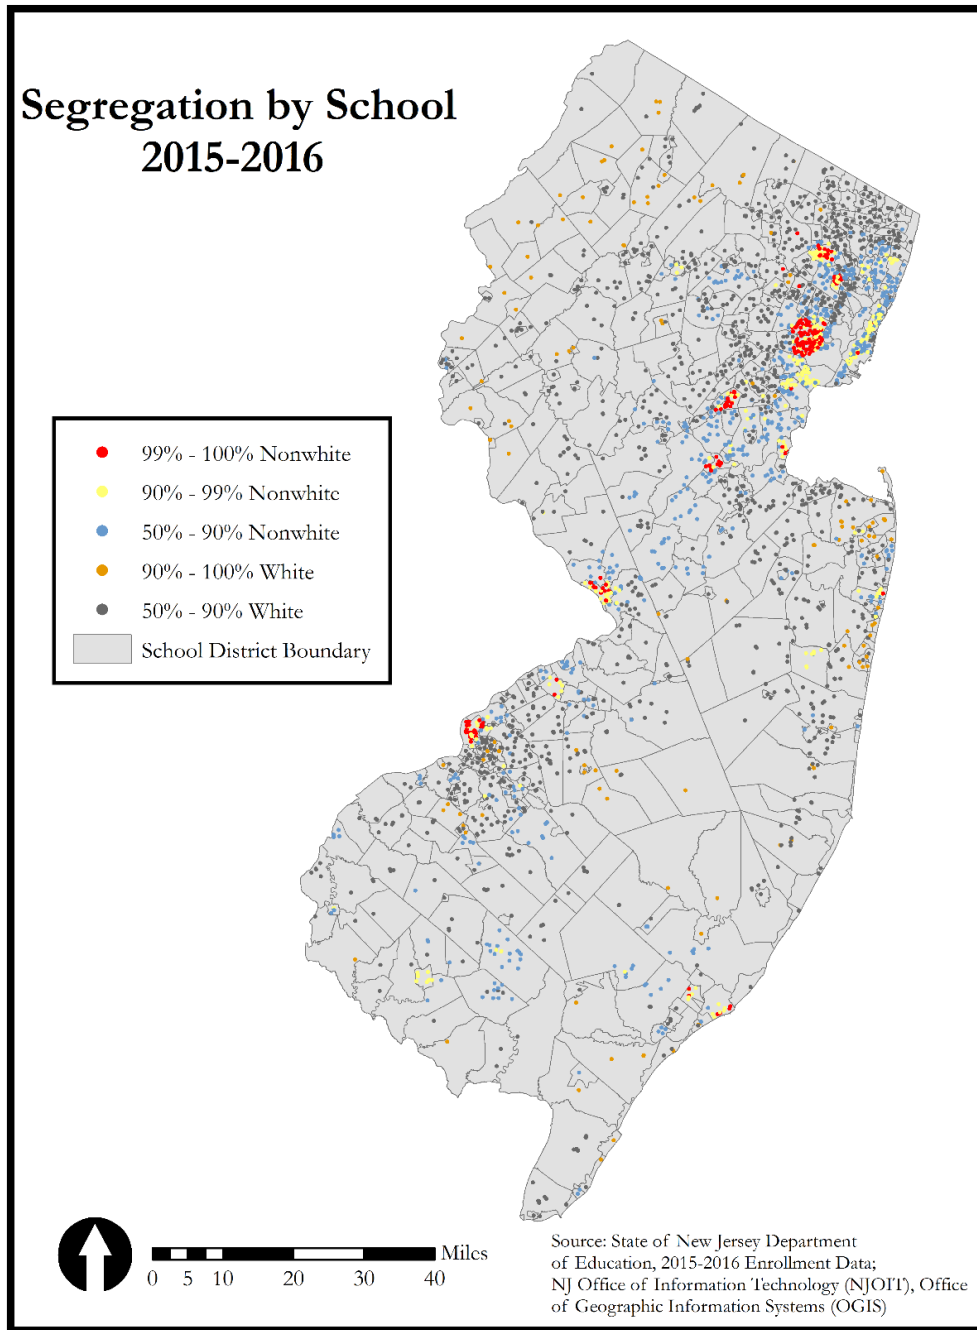 Segregation by School
2015-2016
99% - 100% Nonwhite
90% - 99% Nonwhite
50% - 90% Nonwhite
90% - 100% White
50% - 90% White
School District Boundary
Miles
0 5 10 20 30 40
Source: State of New Jersey Department
of Education, 2015-2016 Enrollment Data;
NJ Office of Information Technology (NJOIT), Office
of Geographic Information Systems (OGIS)